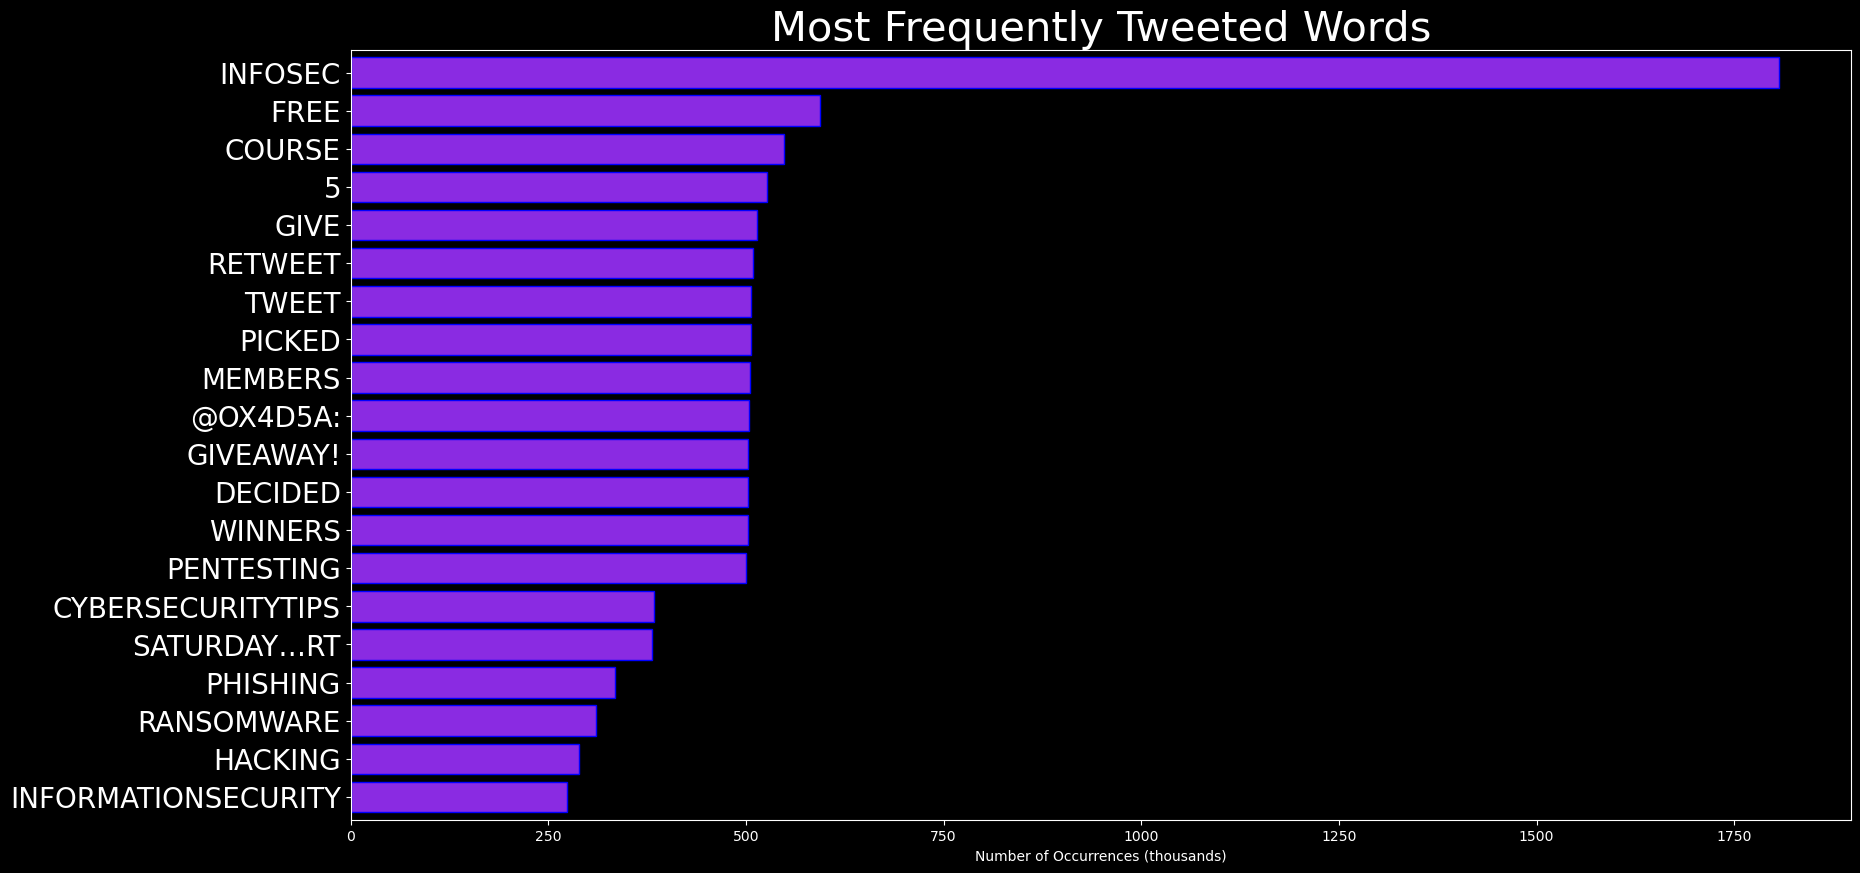 Most Frequently Tweeted Words
INFOSEC
FREE
COURSE
5
GIVE
RETWEET
TWEET
PICKED
MEMBERS
@OX4D5A:
GIVEAWAY!
DECIDED
WINNERS
PENTESTING
CYBERSECURITYTIPS
SATURDAY…RT
PHISHING
RANSOMWARE
HACKING
INFORMATIONSECURITY
0 250 500 750 1000 1250 1500 1750
Number of Occurrences (thousands)